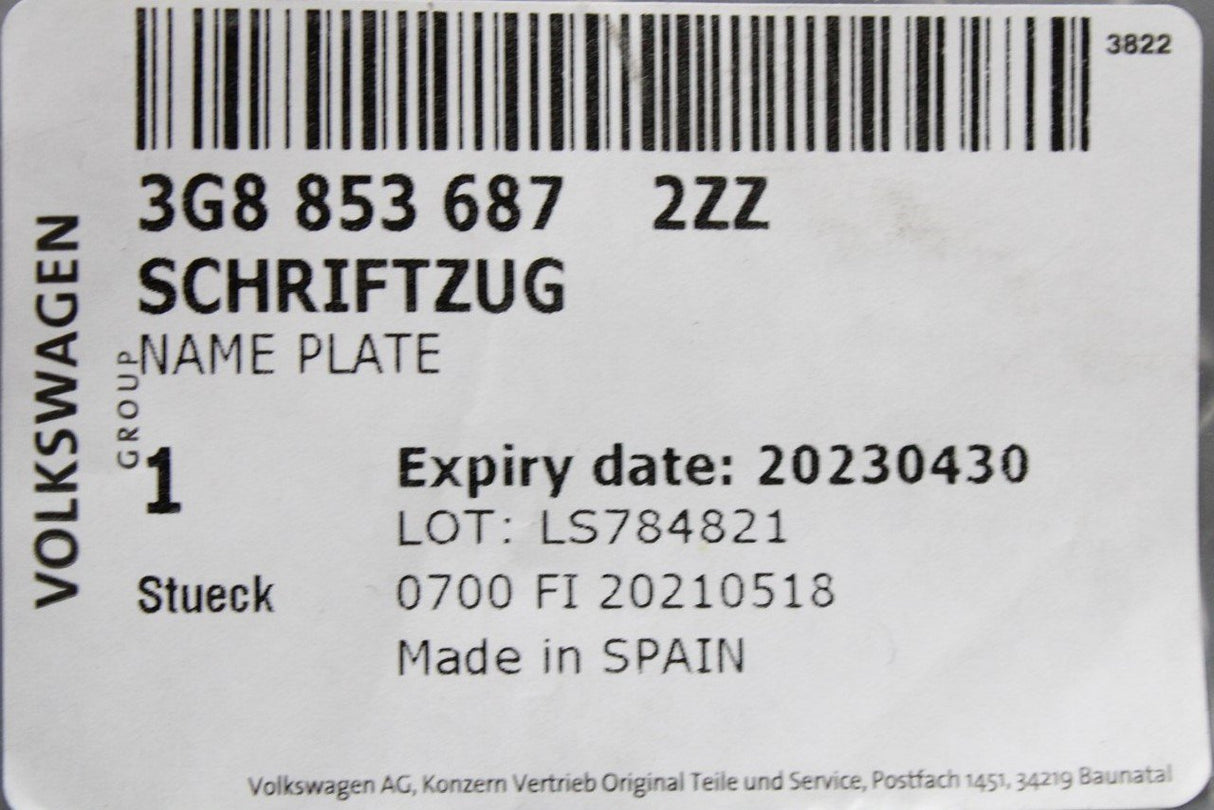 3822
3G8 853 687 2ZZ
SCHRIFTZUG
NAME PLATE
VOLKSWAGEN
GROUP
1
Expiry date: 20230430
LOT: LS784821
Stueck
0700 FI 20210518
Made in SPAIN
Volkswagen AG, Konzern Vertrieb Original Teile und Service, Postfach 1451, 34219 Baunatal